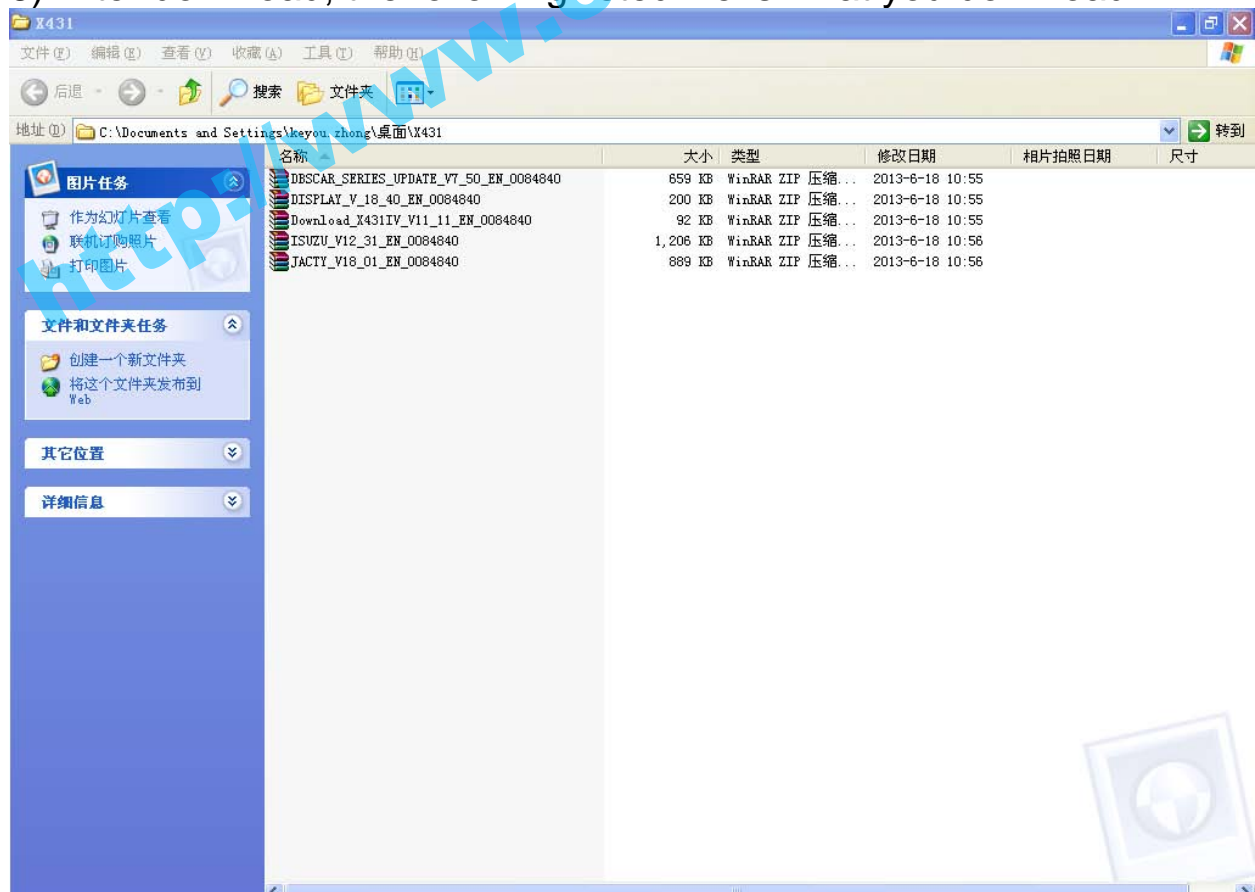 X431
文件(F) 编辑(E) 查看(V) 收藏(A) 工具(T) 帮助(H)
后退 搜索 文件夹
地址(D) C:\Documents and Settings\keyou.zhong\桌面\X431 转到
名称 大小 类型 修改日期 相片拍照日期 尺寸
DBSCAR_SERIES_UPDATE_V7_50_EN_0084840 659 KB WinRAR ZIP 压缩... 2013-6-18 10:55
DISPLAY_V_18_40_EN_0084840 200 KB WinRAR ZIP 压缩... 2013-6-18 10:55
Download_X431IV_V11_11_EN_0084840 92 KB WinRAR ZIP 压缩... 2013-6-18 10:55
ISUZU_V12_31_EN_0084840 1,206 KB WinRAR ZIP 压缩... 2013-6-18 10:56
JACTY_V18_01_EN_0084840 889 KB WinRAR ZIP 压缩... 2013-6-18 10:56
图片任务
作为幻灯片查看
联机订购照片
打印图片
文件和文件夹任务
创建一个新文件夹
将这个文件夹发布到
Web
其它位置
详细信息
http://www.